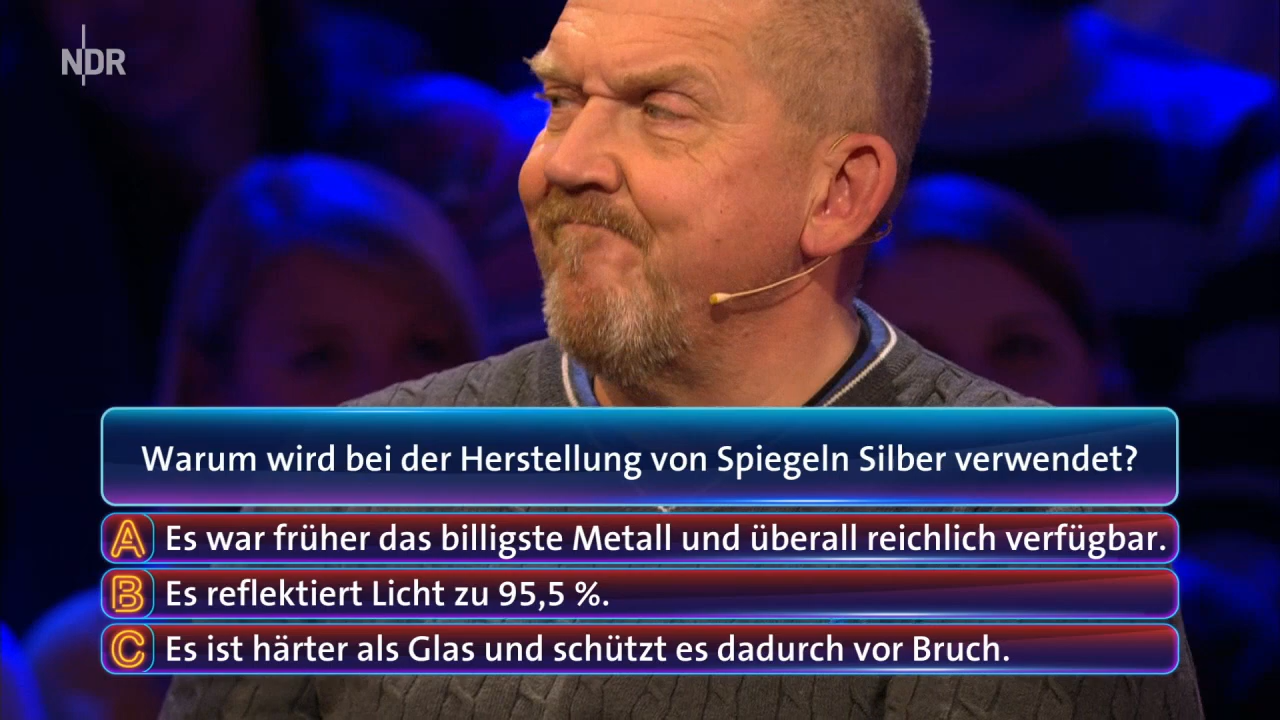 NDR
Warum wird bei der Herstellung von Spiegeln Silber verwendet?
A Es war früher das billigste Metall und überall reichlich verfügbar.
B Es reflektiert Licht zu 95,5 %.
C Es ist härter als Glas und schützt es dadurch vor Bruch.